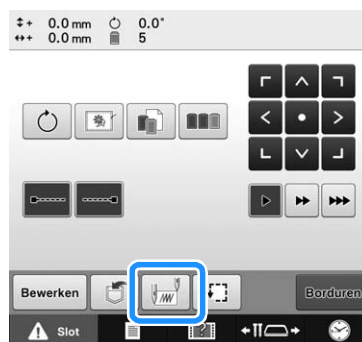 + 0.0 mm 0.0°
+ 0.0 mm 5
Bewerken
Borduren
Slot